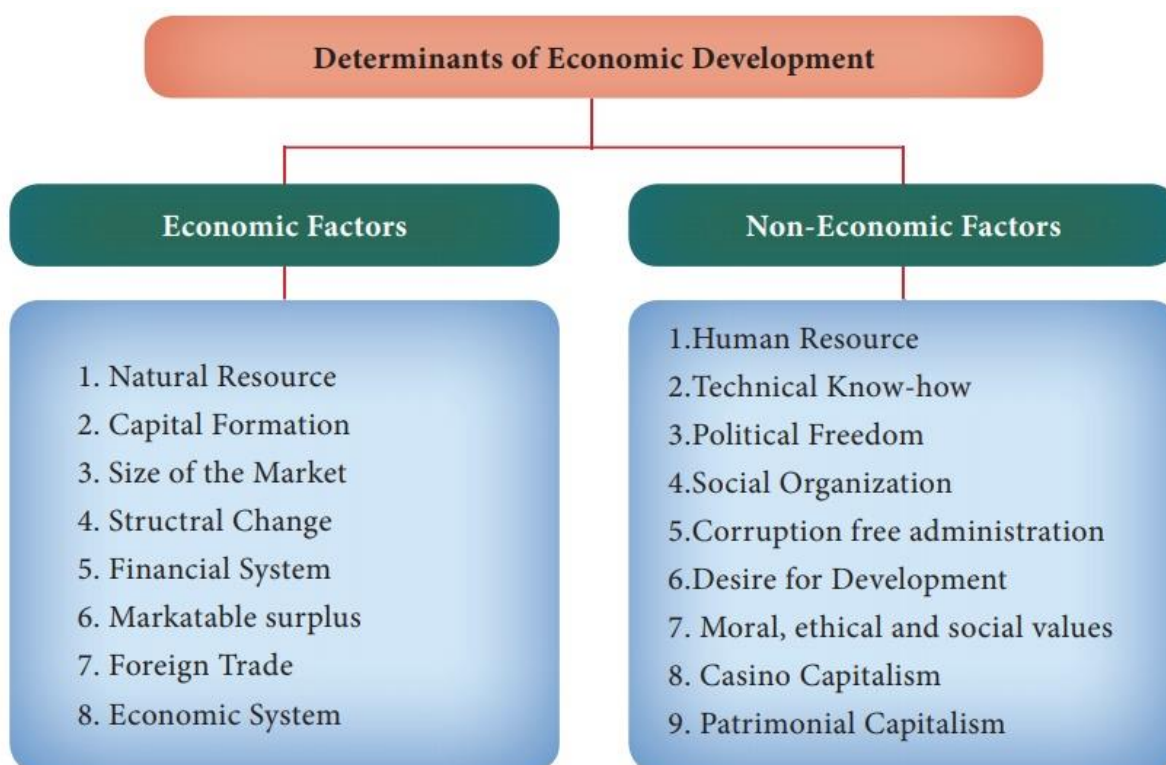 Determinants of Economic Development
Economic Factors
1. Natural Resource
2. Capital Formation
3. Size of the Market
4. Structral Change
5. Financial System
6. Markatable surplus
7. Foreign Trade
8. Economic System
Non-Economic Factors
1.Human Resource
2.Technical Know-how
3.Political Freedom
4.Social Organization
5.Corruption free administration
6.Desire for Development
7. Moral, ethical and social values
8. Casino Capitalism
9. Patrimonial Capitalism